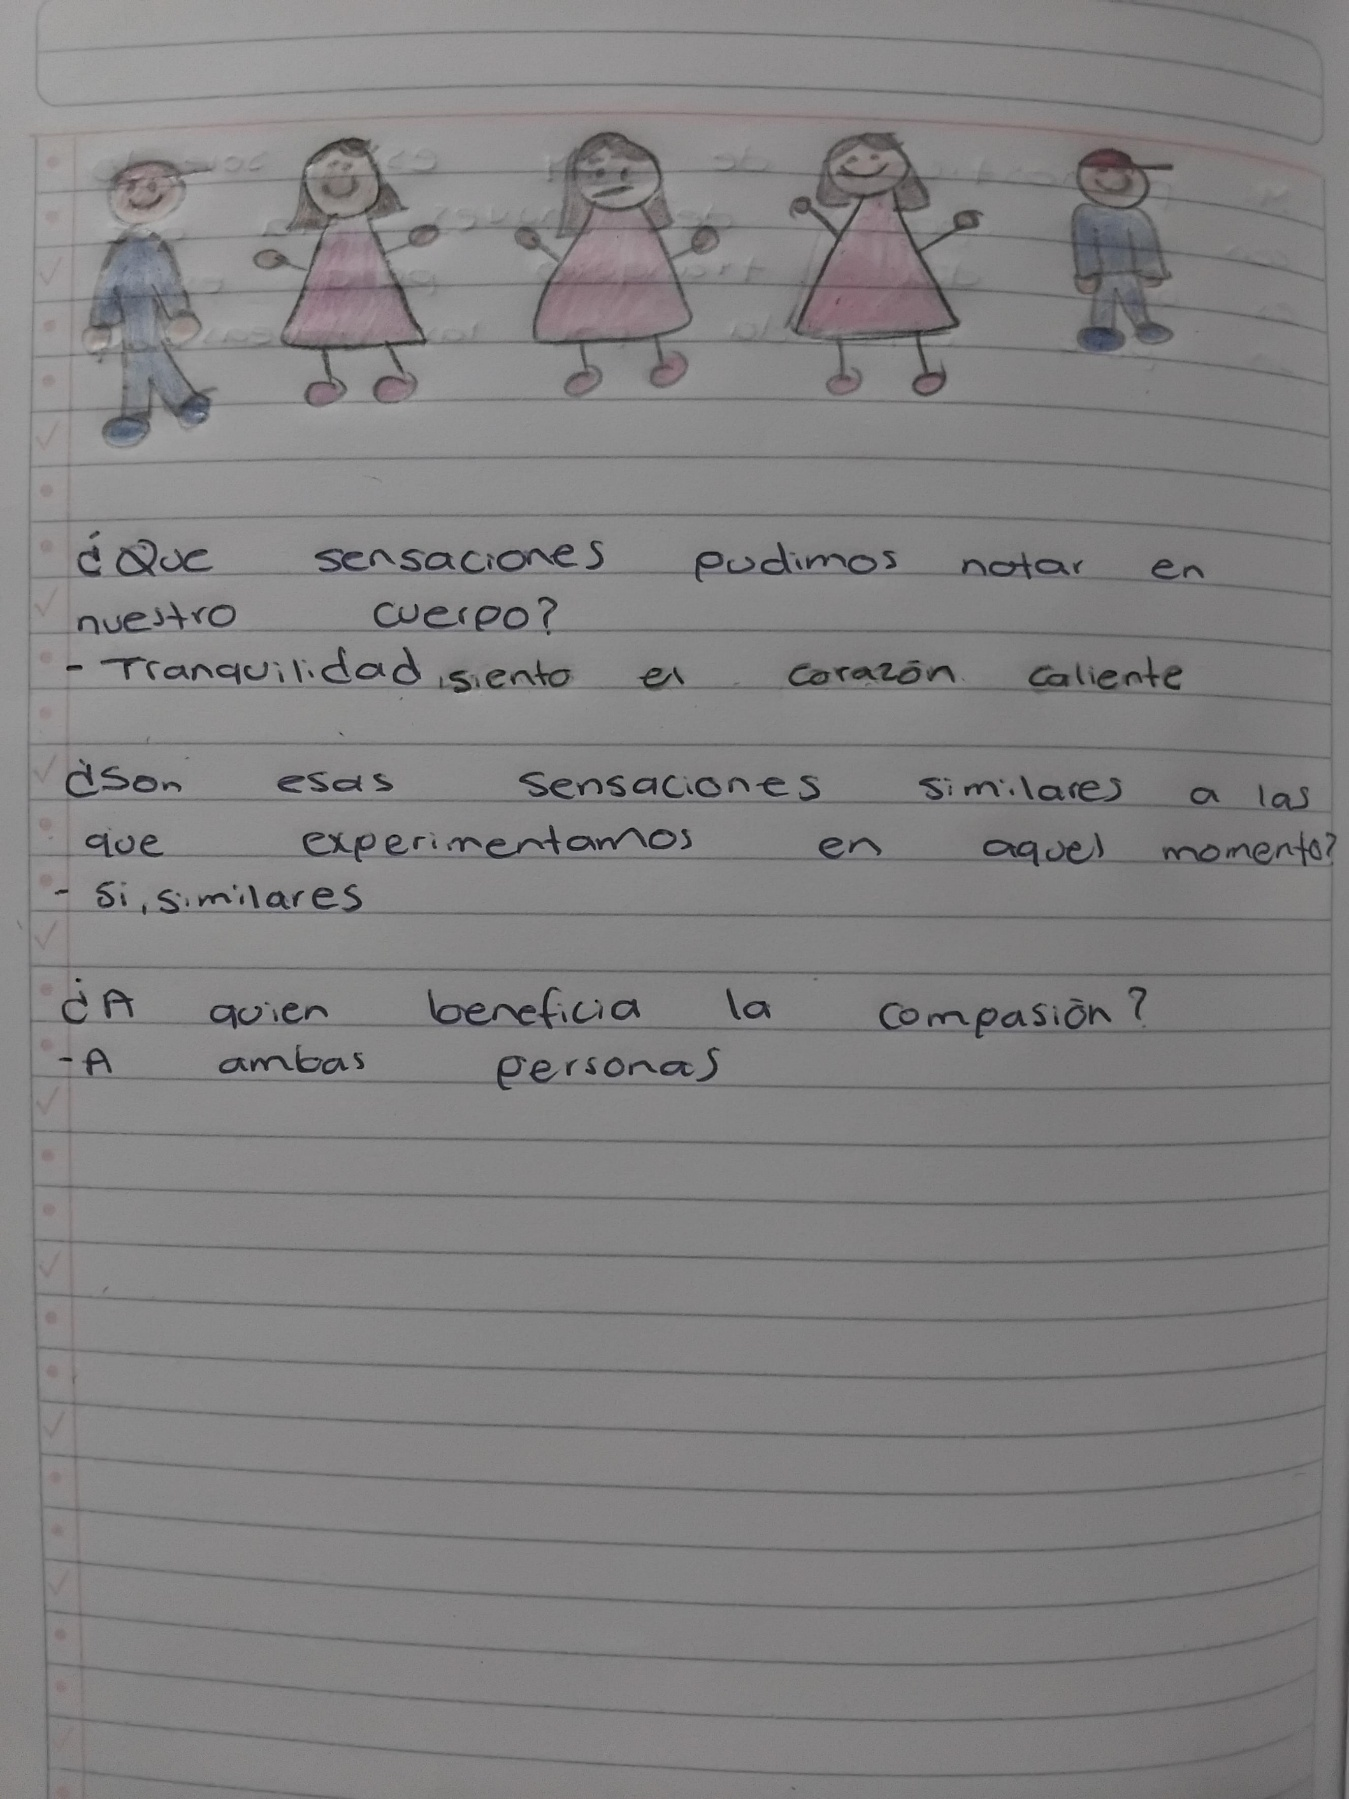 ¿Que sensaciones pudimos notar en
nuestro cuerpo?
- Tranquilidad, siento el corazón caliente
¿Son esas sensaciones similares a las
que experimentamos en aquel momento?
- Si, similares
¿A quien beneficia la compasión?
-A ambas personas